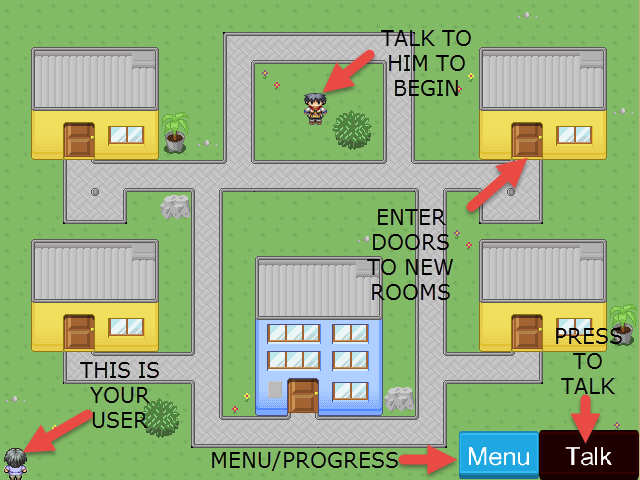 TALK TO
HIM TO
BEGIN
ENTER
DOORS
TO NEW
ROOMS
THIS IS
YOUR
USER
PRESS
TO
TALK
MENU/PROGRESS
Menu
Talk